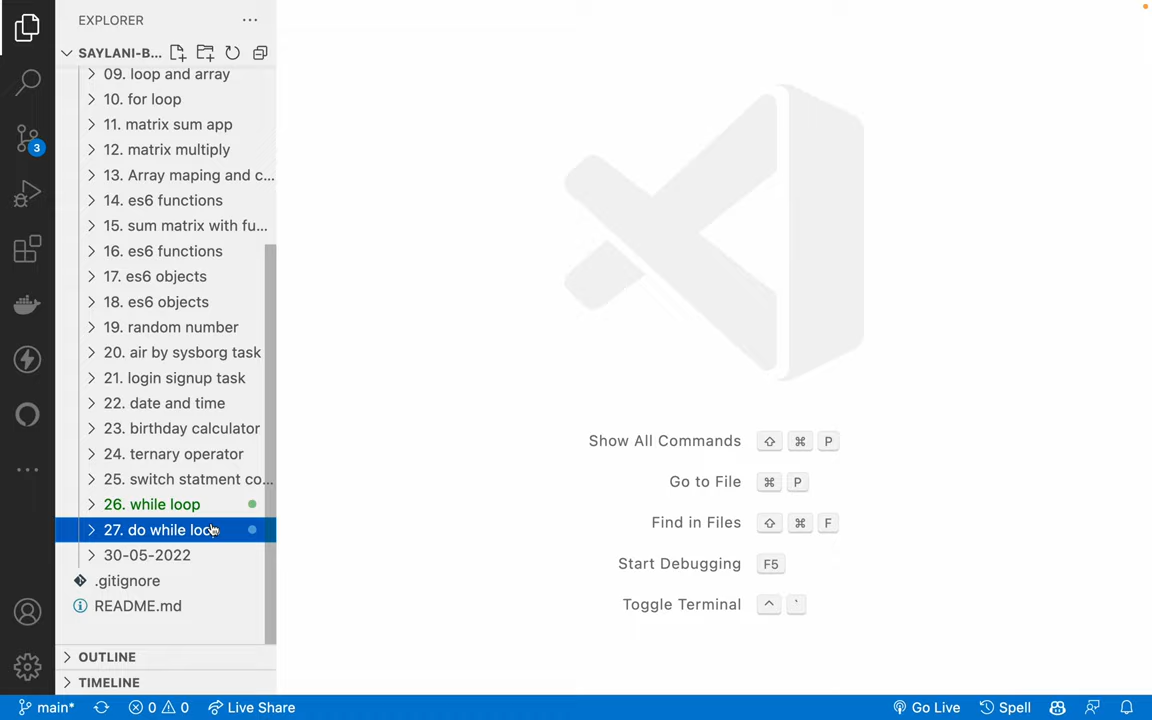 EXPLORER
SAYLANI-B...
09. loop and array
10. for loop
11. matrix sum app
12. matrix multiply
13. Array maping and c...
14. es6 functions
15. sum matrix with fu...
16. es6 functions
17. es6 objects
18. es6 objects
19. random number
20. air by sysborg task
21. login signup task
22. date and time
23. birthday calculator
24. ternary operator
25. switch statment co...
26. while loop
27. do while loop
30-05-2022
.gitignore
README.md
OUTLINE
TIMELINE
3
Show All Commands ⇧ ⌘ P
Go to File ⌘ P
Find in Files ⇧ ⌘ F
Start Debugging F5
Toggle Terminal ^ `
main* 0 0 Live Share Go Live Spell